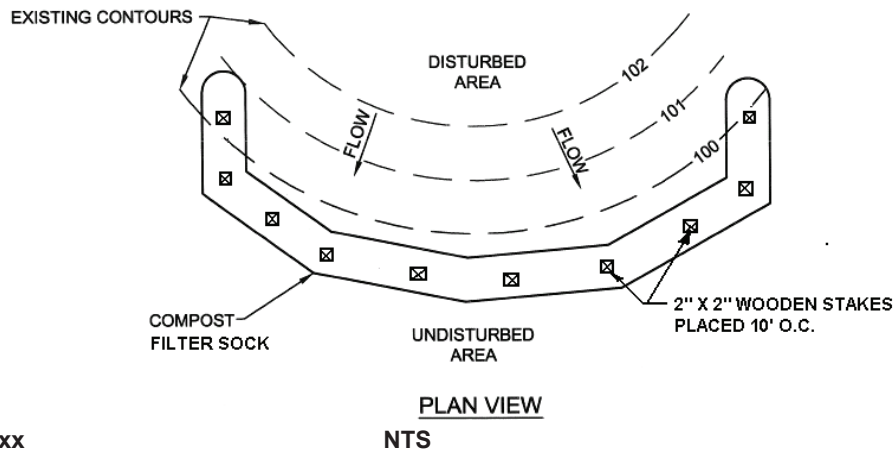 EXISTING CONTOURS
DISTURBED
AREA
102
101
100
FLOW
FLOW
2" X 2" WOODEN STAKES
PLACED 10' O.C.
COMPOST
FILTER SOCK
UNDISTURBED
AREA
PLAN VIEW
xx
NTS